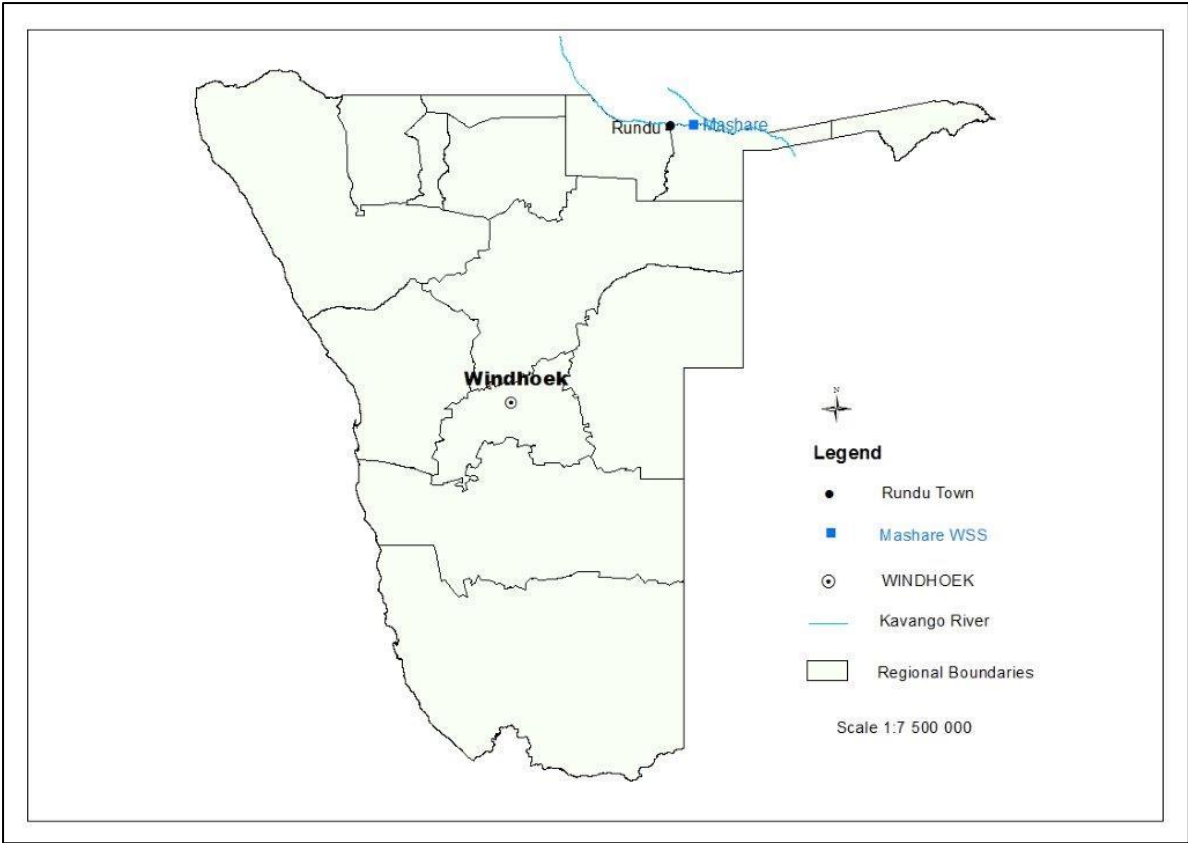 Rundu
Mashare
Windhoek
N
Legend
Rundu Town
Mashare WSS
WINDHOEK
Kavango River
Regional Boundaries
Scale 1:7 500 000